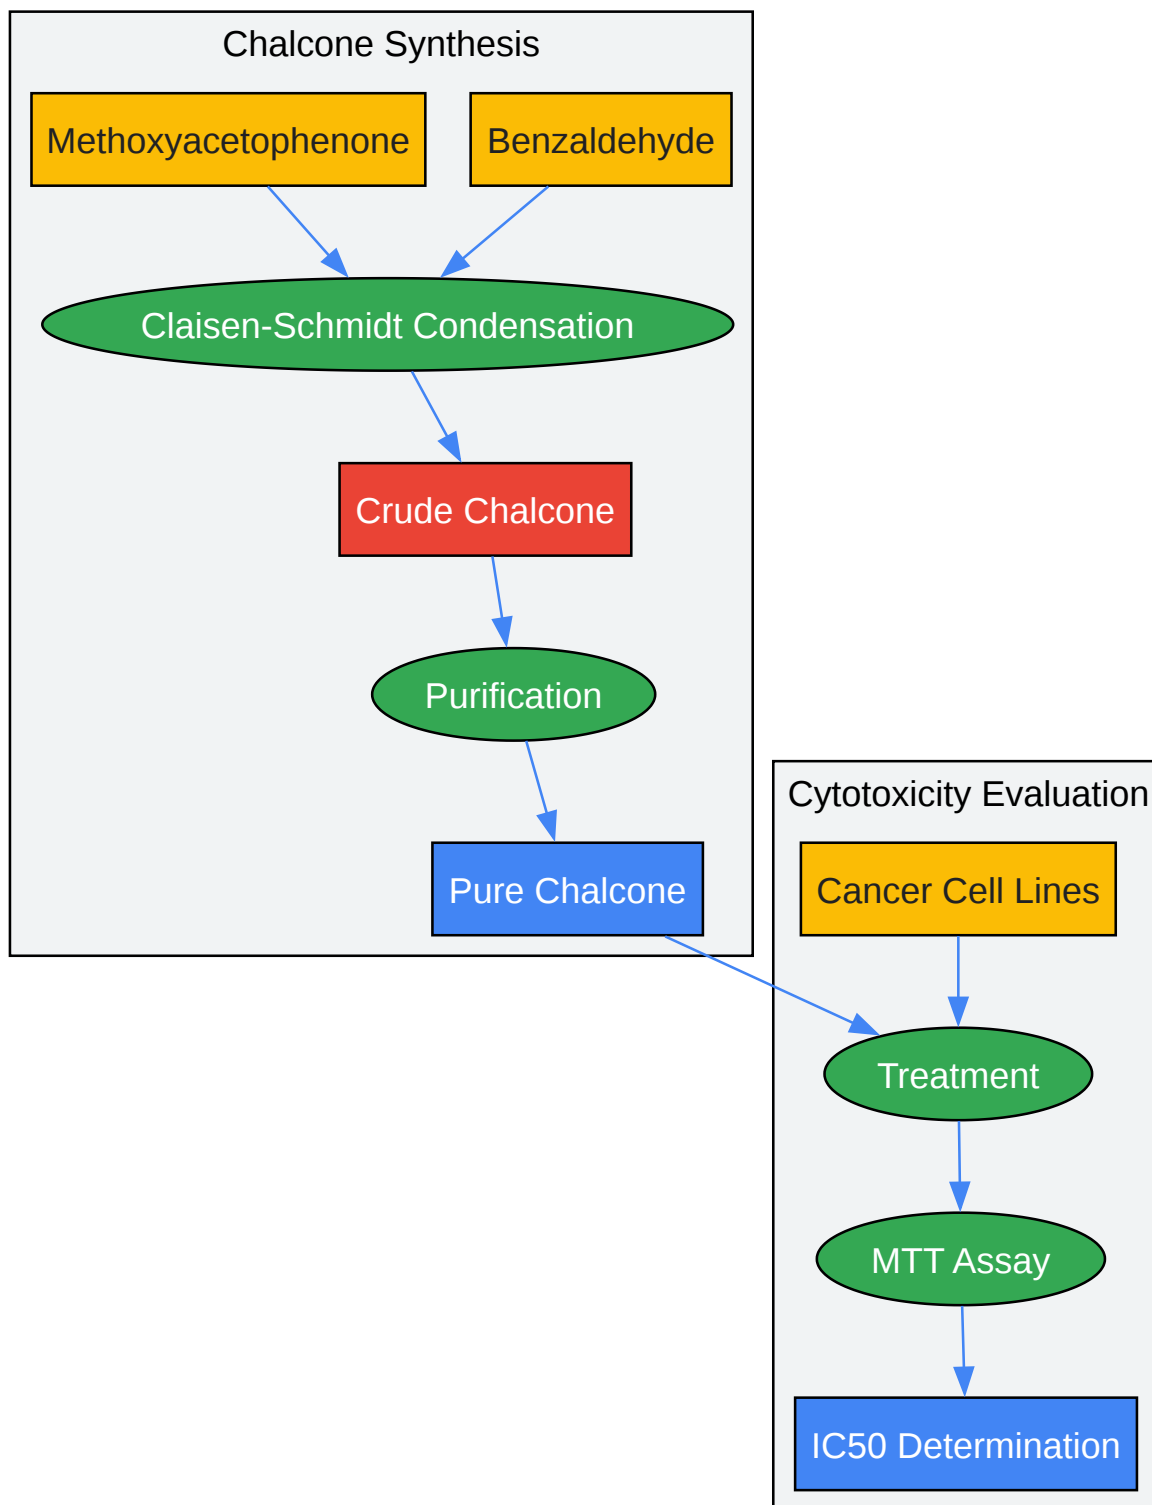 Chalcone Synthesis
Methoxyacetophenone
Benzaldehyde
Claisen-Schmidt Condensation
Crude Chalcone
Purification
Pure Chalcone
Cytotoxicity Evaluation
Cancer Cell Lines
Treatment
MTT Assay
IC50 Determination